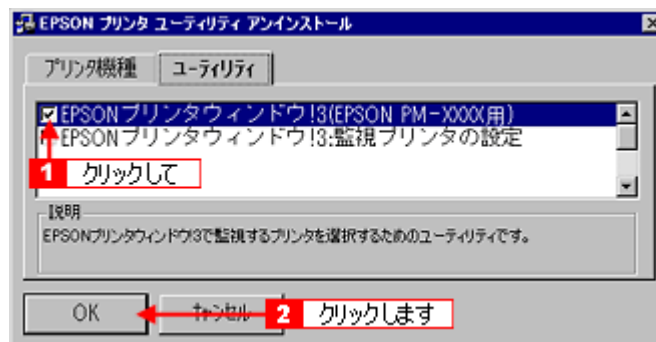 EPSON プリンタ ユーティリティ アンインストール
プリンタ機種 ユーティリティ
EPSONプリンタウィンドウ!3(EPSON PM-XXXX用)
EPSONプリンタウィンドウ!3:監視プリンタの設定
1 クリックして
説明
EPSONプリンタウィンドウ!3で監視するプリンタを選択するためのユーティリティです。
OK キャンセル 2 クリックします